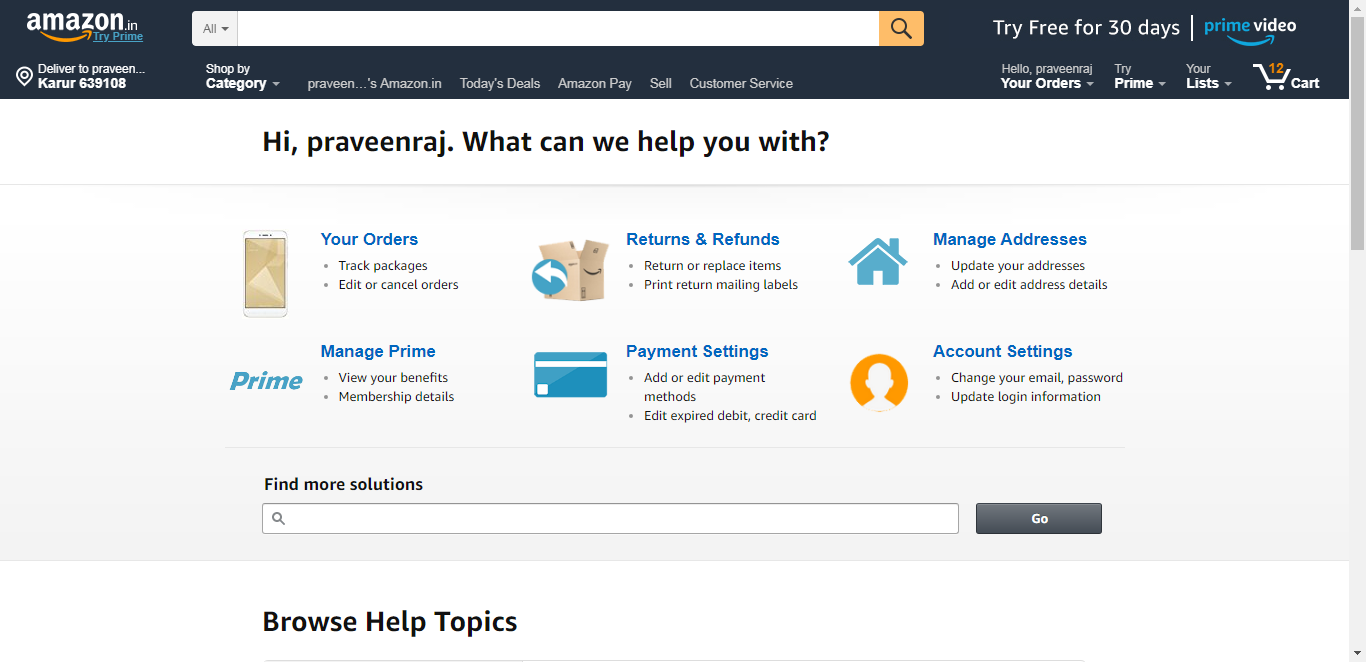 amazon.in
Try Prime
All
Try Free for 30 days
prime video
Deliver to praveen...
Karur 639108
Shop by
Category
praveen...'s Amazon.in
Today's Deals
Amazon Pay
Sell
Customer Service
Hello, praveenraj
Your Orders
Try
Prime
Your
Lists
12
Cart
Hi, praveenraj. What can we help you with?
Your Orders
Track packages
Edit or cancel orders
Returns & Refunds
Return or replace items
Print return mailing labels
Manage Addresses
Update your addresses
Add or edit address details
Prime
Manage Prime
View your benefits
Membership details
Payment Settings
Add or edit payment
methods
Edit expired debit, credit card
Account Settings
Change your email, password
Update login information
Find more solutions
Go
Browse Help Topics